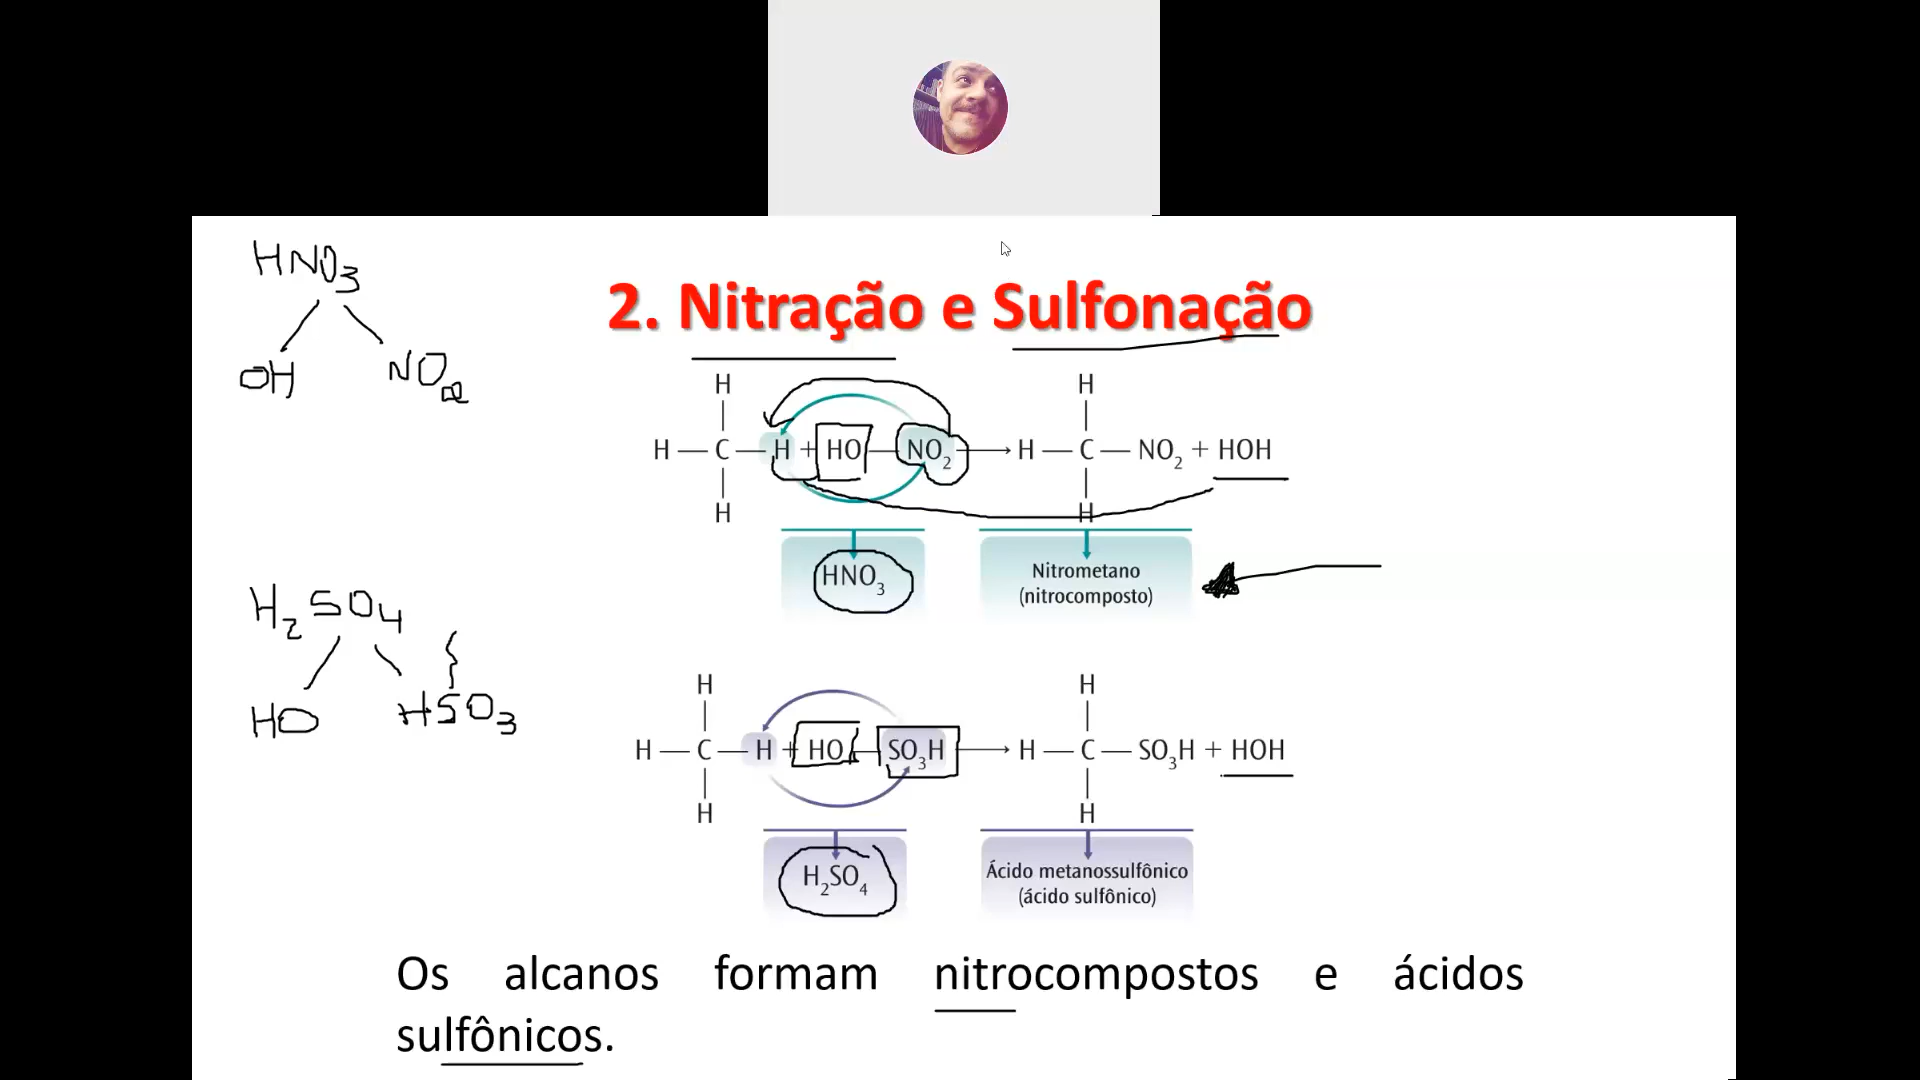 HNO3
OH NO2
2. Nitração e Sulfonação
H H
H — C — H + HO — NO2 → H — C — NO2 + HOH
H H
HNO3
Nitrometano
(nitrocomposto)
H2SO4
HO HSO3
H H
H — C — H + HO — SO3H → H — C — SO3H + HOH
H H
H2SO4
Ácido metanossulfônico
(ácido sulfônico)
Os alcanos formam nitrocompostos e ácidos
sulfônicos.